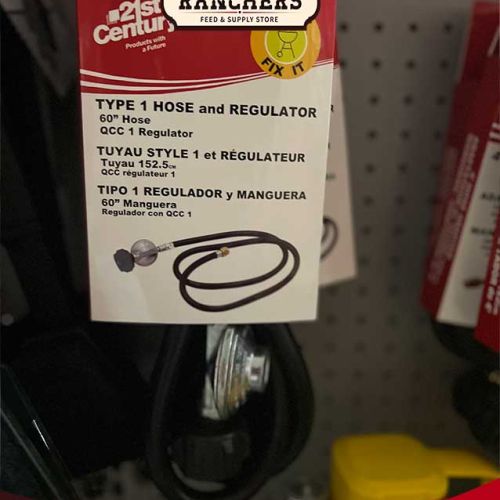 RANCHERS
FEED & SUPPLY STORE
21st
Century
Products with
a Future
FIX IT
TYPE 1 HOSE and REGULATOR
60" Hose
QCC 1 Regulator
TUYAU STYLE 1 et RÉGULATEUR
Tuyau 152.5cm
QCC régulateur 1
TIPO 1 REGULADOR y MANGUERA
60" Manguera
Regulador con QCC 1